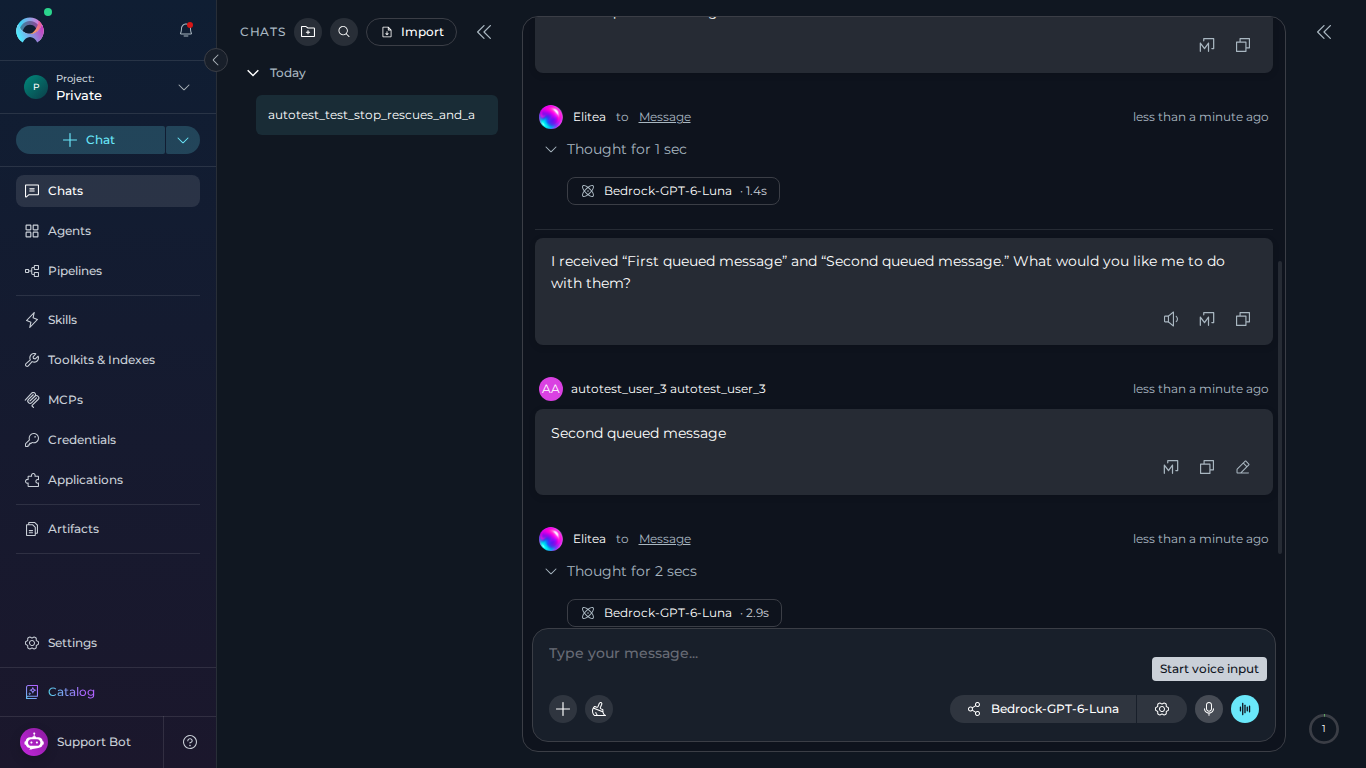 Project:
P
Private
Chat
Chats
Agents
Pipelines
Skills
Toolkits & Indexes
MCPs
Credentials
Applications
Artifacts
Settings
Catalog
Support Bot
CHATS
Import
Today
autotest_test_stop_rescues_and_a
Elitea to Message
less than a minute ago
Thought for 1 sec
Bedrock-GPT-6-Luna · 1.4s
I received “First queued message” and “Second queued message.” What would you like me to do
with them?
AA
autotest_user_3 autotest_user_3
less than a minute ago
Second queued message
Elitea to Message
less than a minute ago
Thought for 2 secs
Bedrock-GPT-6-Luna · 2.9s
Type your message...
Start voice input
Bedrock-GPT-6-Luna
1